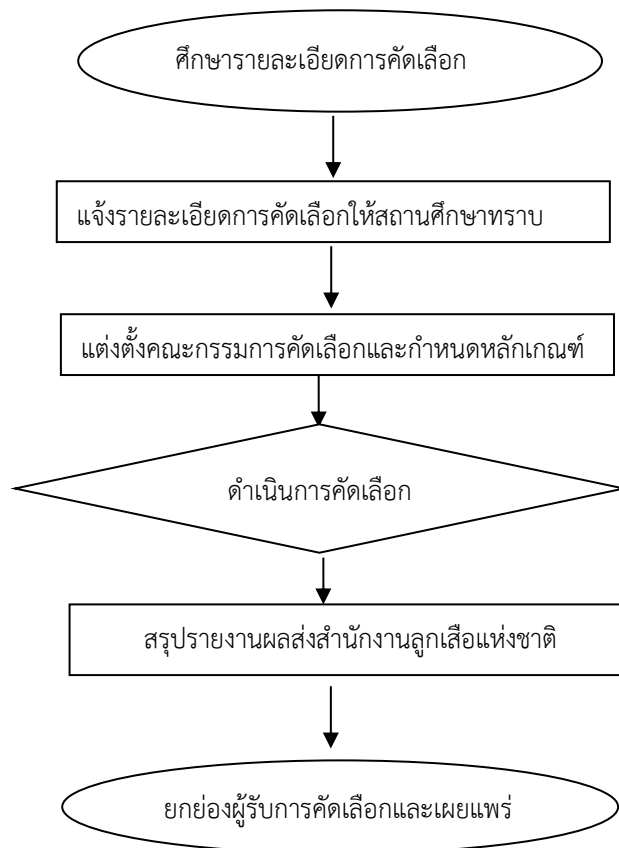 ศึกษารายละเอียดการคัดเลือก
แจ้งรายละเอียดการคัดเลือกให้สถานศึกษาทราบ
แต่งตั้งคณะกรรมการคัดเลือกและกำหนดหลักเกณฑ์
ดำเนินการคัดเลือก
สรุปรายงานผลส่งสำนักงานลูกเสือแห่งชาติ
ยกย่องผู้รับการคัดเลือกและเผยแพร่